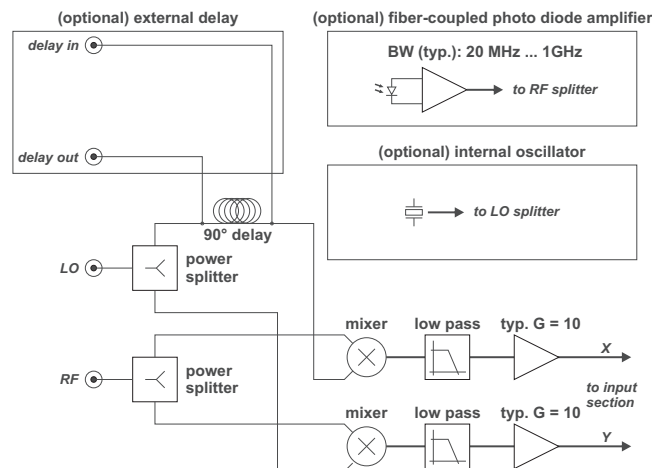 (optional) external delay
(optional) fiber-coupled photo diode amplifier
delay in
BW (typ.): 20 MHz ... 1GHz
to RF splitter
delay out
(optional) internal oscillator
to LO splitter
90° delay
LO
power
splitter
mixer
low pass
typ. G = 10
X
RF
power
splitter
to input
section
mixer
low pass
typ. G = 10
Y